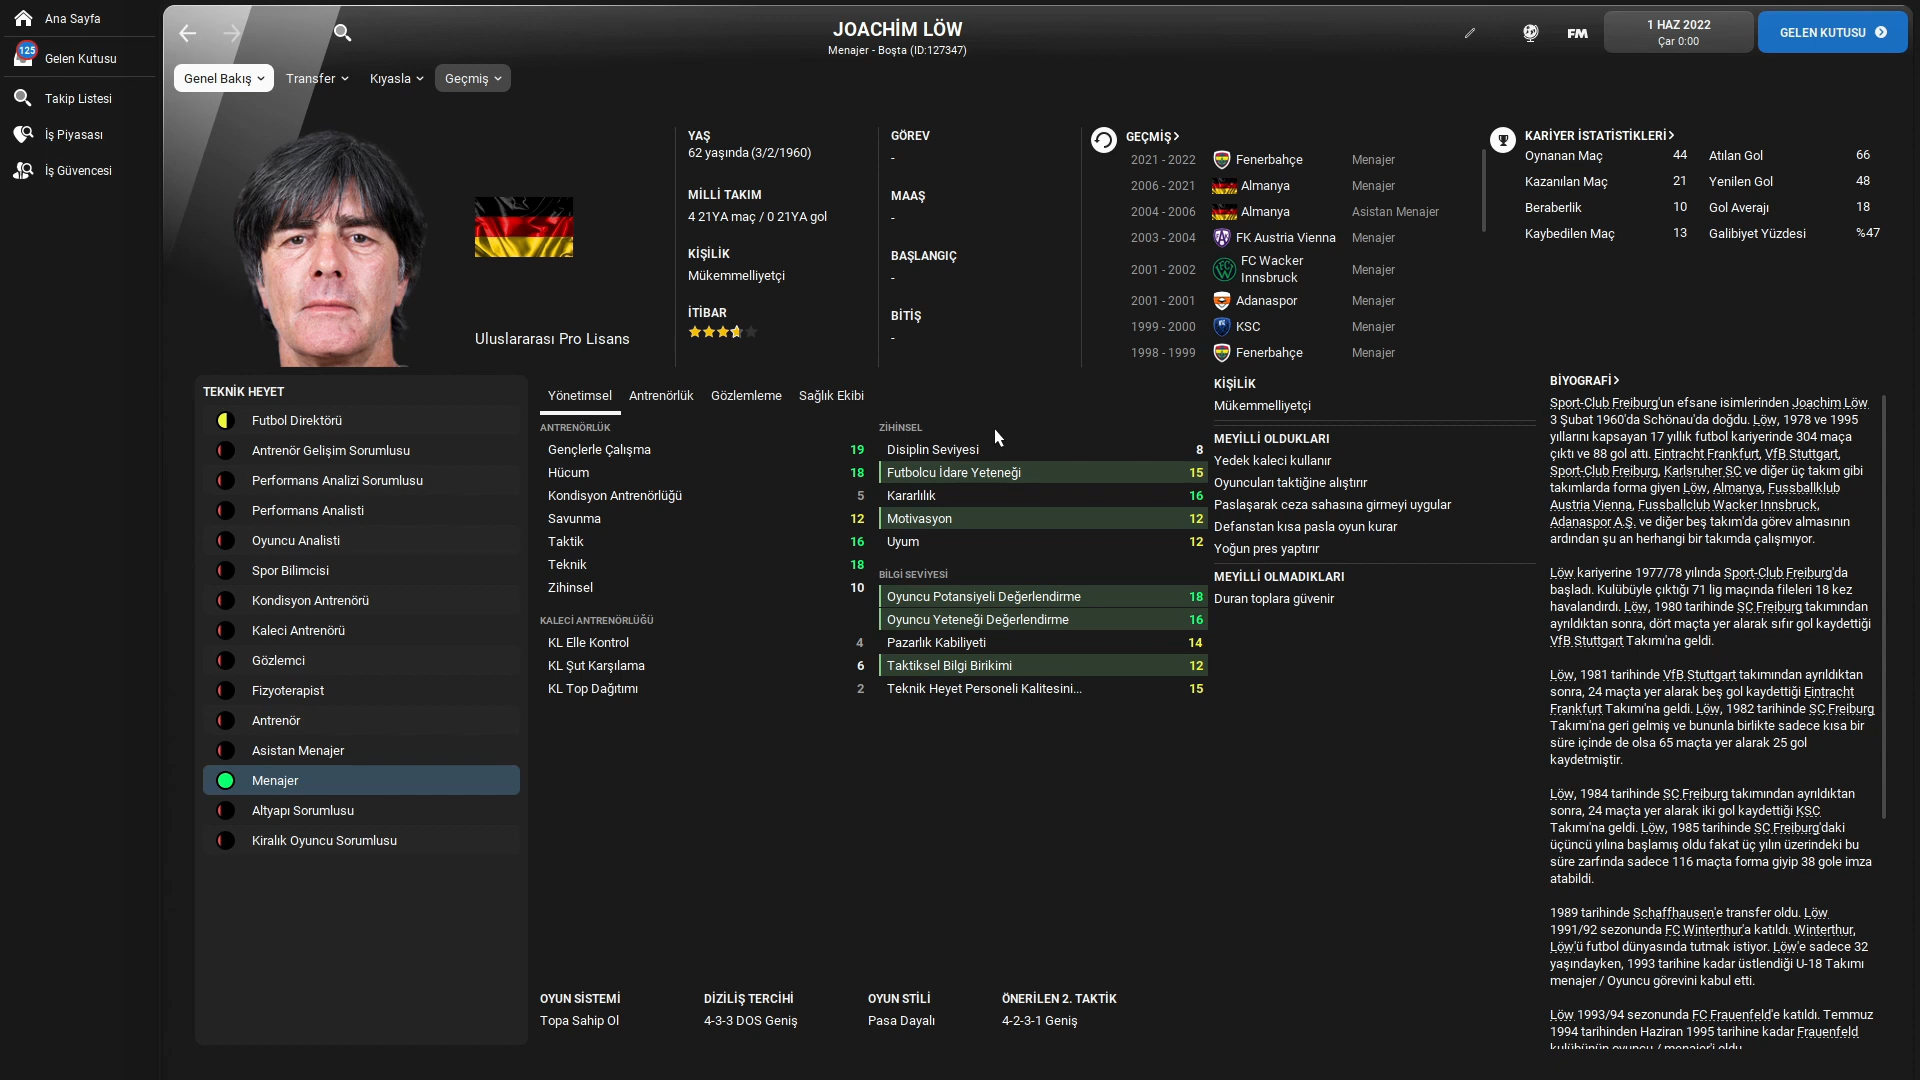 Ana Sayfa
125
Gelen Kutusu
Takip Listesi
İş Piyasası
İş Güvencesi
JOACHİM LÖW
Menajer - Boşta (ID:127347)
FM
1 HAZ 2022
Çar 0:00
GELEN KUTUSU
Genel Bakış
Transfer
Kıyasla
Geçmiş
Uluslararası Pro Lisans
YAŞ
62 yaşında (3/2/1960)
MİLLİ TAKIM
4 21YA maç / 0 21YA gol
KİŞİLİK
Mükemmelliyetçi
İTİBAR
GÖREV
-
MAAŞ
-
BAŞLANGIÇ
-
BİTİŞ
-
GEÇMİŞ
2021 - 2022 Fenerbahçe Menajer
2006 - 2021 Almanya Menajer
2004 - 2006 Almanya Asistan Menajer
2003 - 2004 FK Austria Vienna Menajer
2001 - 2002 FC Wacker Innsbruck Menajer
2001 - 2001 Adanaspor Menajer
1999 - 2000 KSC Menajer
1998 - 1999 Fenerbahçe Menajer
KARİYER İSTATİSTİKLERİ
Oynanan Maç 44 Atılan Gol 66
Kazanılan Maç 21 Yenilen Gol 48
Beraberlik 10 Gol Averajı 18
Kaybedilen Maç 13 Galibiyet Yüzdesi %47
TEKNİK HEYET
Futbol Direktörü
Antrenör Gelişim Sorumlusu
Performans Analizi Sorumlusu
Performans Analisti
Oyuncu Analisti
Spor Bilimcisi
Kondisyon Antrenörü
Kaleci Antrenörü
Gözlemci
Fizyoterapist
Antrenör
Asistan Menajer
Menajer
Altyapı Sorumlusu
Kiralık Oyuncu Sorumlusu
Yönetimsel
Antrenörlük
Gözlemleme
Sağlık Ekibi
ANTRENÖRLÜK
Gençlerle Çalışma 19
Hücum 18
Kondisyon Antrenörlüğü 5
Savunma 12
Taktik 16
Teknik 18
Zihinsel 10
KALECİ ANTRENÖRLÜĞÜ
KL Elle Kontrol 4
KL Şut Karşılama 6
KL Top Dağıtımı 2
ZİHİNSEL
Disiplin Seviyesi 8
Futbolcu İdare Yeteneği 15
Kararlılık 16
Motivasyon 12
Uyum 12
BİLGİ SEVİYESİ
Oyuncu Potansiyeli Değerlendirme 18
Oyuncu Yeteneği Değerlendirme 16
Pazarlık Kabiliyeti 14
Taktiksel Bilgi Birikimi 12
Teknik Heyet Personeli Kalitesini... 15
KİŞİLİK
Mükemmelliyetçi
MEYİLLİ OLDUKLARI
Yedek kaleci kullanır
Oyuncuları taktiğine alıştırır
Paslaşarak ceza sahasına girmeyi uygular
Defanstan kısa pasla oyun kurar
Yoğun pres yaptırır
MEYİLLİ OLMADIKLARI
Duran toplara güvenir
BİYOGRAFİ
Sport-Club Freiburg'un efsane isimlerinden Joachim Löw
3 Şubat 1960'da Schönau'da doğdu. Löw, 1978 ve 1995
yıllarını kapsayan 17 yıllık futbol kariyerinde 304 maça
çıktı ve 88 gol attı. Eintracht Frankfurt, VfB Stuttgart,
Sport-Club Freiburg, Karlsruher SC ve diğer üç takım gibi
takımlarda forma giyen Löw, Almanya, Fussballklub
Austria Vienna, Fussballclub Wacker Innsbruck,
Adanaspor A.Ş. ve diğer beş takım'da görev almasının
ardından şu an herhangi bir takımda çalışmıyor.
Löw kariyerine 1977/78 yılında Sport-Club Freiburg'da
başladı. Kulübüyle çıktığı 71 lig maçında fileleri 18 kez
havalandırdı. Löw, 1980 tarihinde SC Freiburg takımından
ayrıldıktan sonra, dört maçta yer alarak sıfır gol kaydettiği
VfB Stuttgart Takımı'na geldi.
Löw, 1981 tarihinde VfB Stuttgart takımından ayrıldıktan
sonra, 24 maçta yer alarak beş gol kaydettiği Eintracht
Frankfurt Takımı'na geldi. Löw, 1982 tarihinde SC Freiburg
Takımı'na geri gelmiş ve bununla birlikte sadece kısa bir
süre içinde de olsa 65 maçta yer alarak 25 gol
kaydetmiştir.
Löw, 1984 tarihinde SC Freiburg takımından ayrıldıktan
sonra, 24 maçta yer alarak iki gol kaydettiği KSC
Takımı'na geldi. Löw, 1985 tarihinde SC Freiburg'daki
üçüncü yılına başlamış oldu fakat üç yılın üzerindeki bu
süre zarfında sadece 116 maçta forma giyip 38 gole imza
atabildi.
1989 tarihinde Schaffhausen'e transfer oldu. Löw
1991/92 sezonunda FC Winterthur'a katıldı. Winterthur,
Löw'ü futbol dünyasında tutmak istiyor. Löw'e sadece 32
yaşındayken, 1993 tarihine kadar üstlendiği U-18 Takımı
menajer / Oyuncu görevini kabul etti.
Löw 1993/94 sezonunda FC Frauenfeld'e katıldı. Temmuz
1994 tarihinden Haziran 1995 tarihine kadar Frauenfeld
kulübünün oyuncu / menajer'i oldu.
OYUN SİSTEMİ
Topa Sahip Ol
DİZİLİŞ TERCİHİ
4-3-3 DOS Geniş
OYUN STİLİ
Pasa Dayalı
ÖNERİLEN 2. TAKTİK
4-2-3-1 Geniş